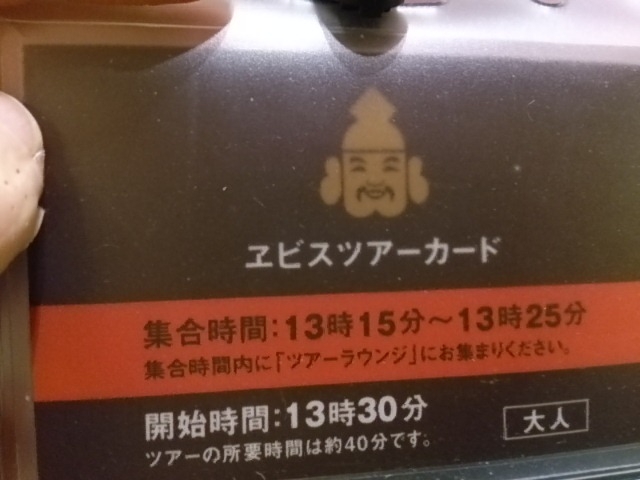 ヱビスツアーカード
集合時間:13時15分～13時25分
集合時間内に「ツアーラウンジ」にお集まりください。
開始時間:13時30分
大人
ツアーの所要時間は約40分です。